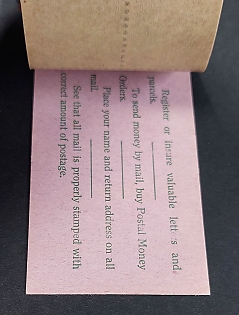 Register or insure valuable letters and
parcels.
To send money by mail, buy Postal Money
Orders.
Place your name and return address on all
mail.
See that all mail is properly stamped with
correct amount of postage.